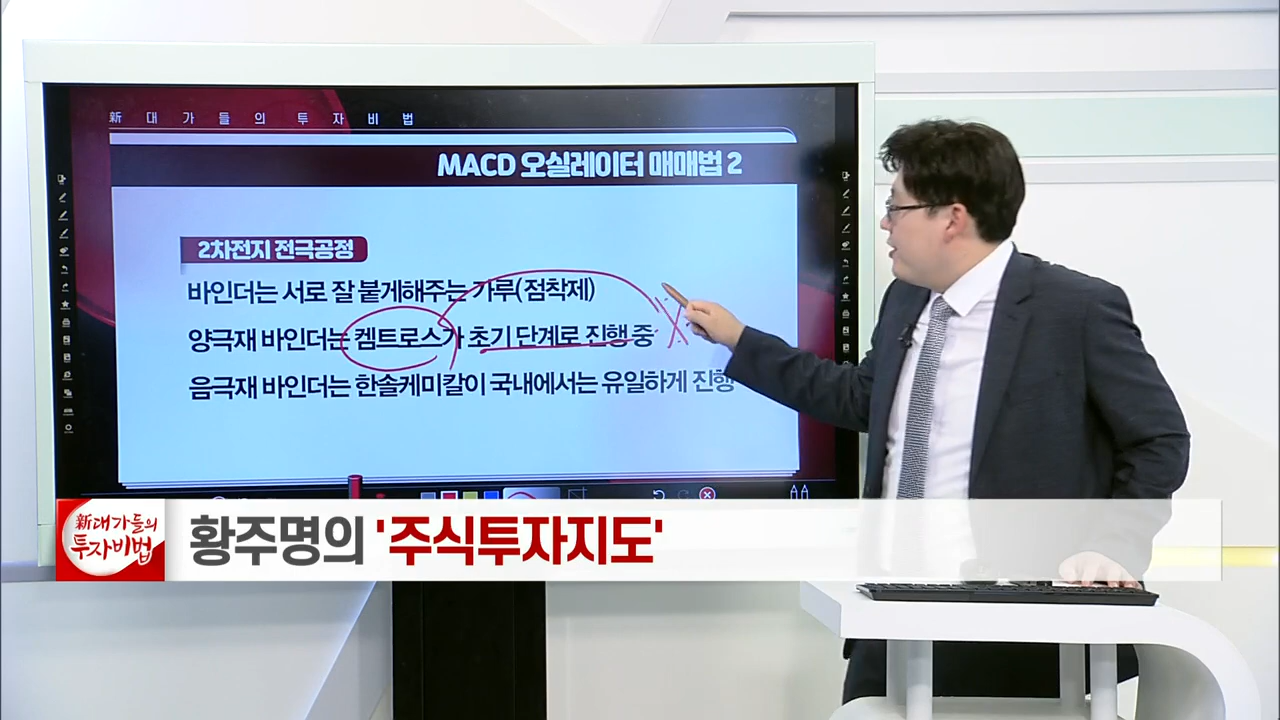 新 대 가 들 의 투 자 비 법
MACD 오실레이터 매매법 2
2차전지 전극공정
바인더는 서로 잘 붙게해주는 가루(점착제)
양극재 바인더는 켐트로스가 초기 단계로 진행 중
음극재 바인더는 한솔케미칼이 국내에서는 유일하게 진행
新대가들의
투자비법
황주명의 '주식투자지도'